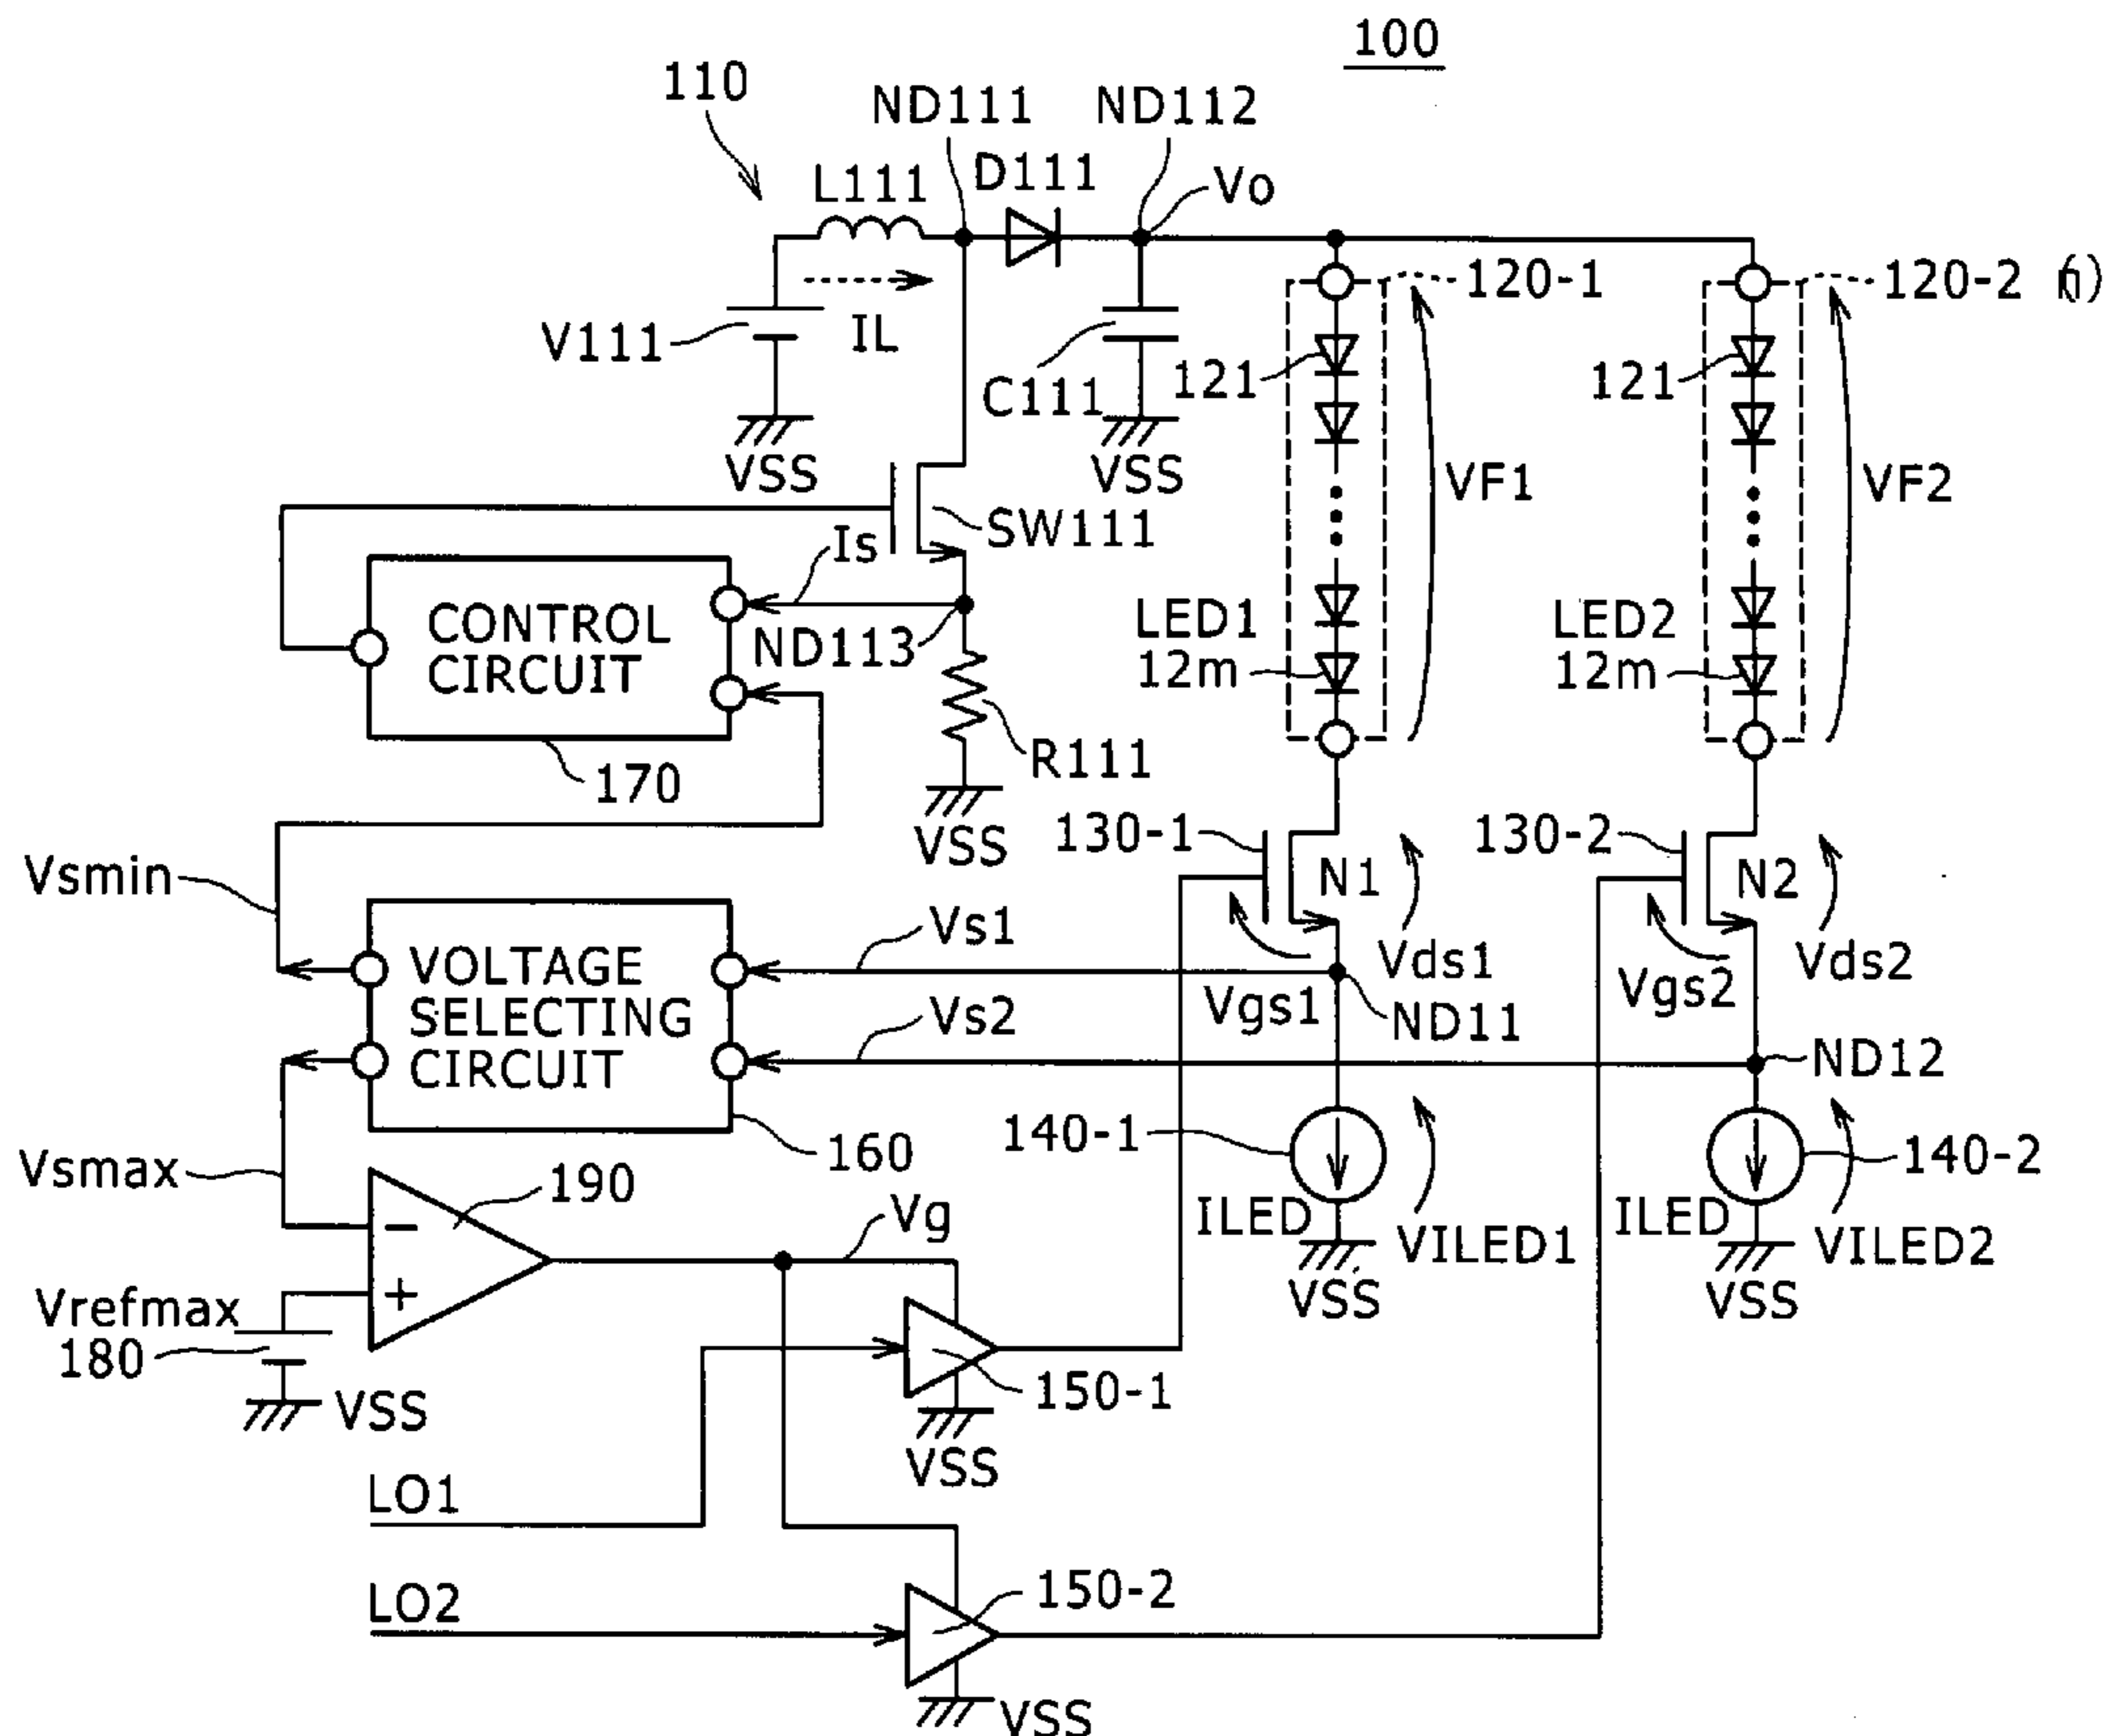 100
110
ND111
ND112
L111
D111
Vo
V111
IL
C111
VSS
VSS
120-1
120-2
121
121
VF1
VF2
SW111
Is
CONTROL
CIRCUIT
ND113
LED1
12m
LED2
12m
170
R111
VSS
130-1
N1
130-2
N2
Vsmin
Vs1
Vds1
Vds2
VOLTAGE
SELECTING
CIRCUIT
Vs2
Vgs1
Vgs2
ND11
ND12
160
140-1
140-2
Vsmax
190
Vg
ILED
VILED1
ILED
VILED2
−
+
Vrefmax
180
VSS
VSS
VSS
150-1
VSS
LO1
LO2
150-2
VSS